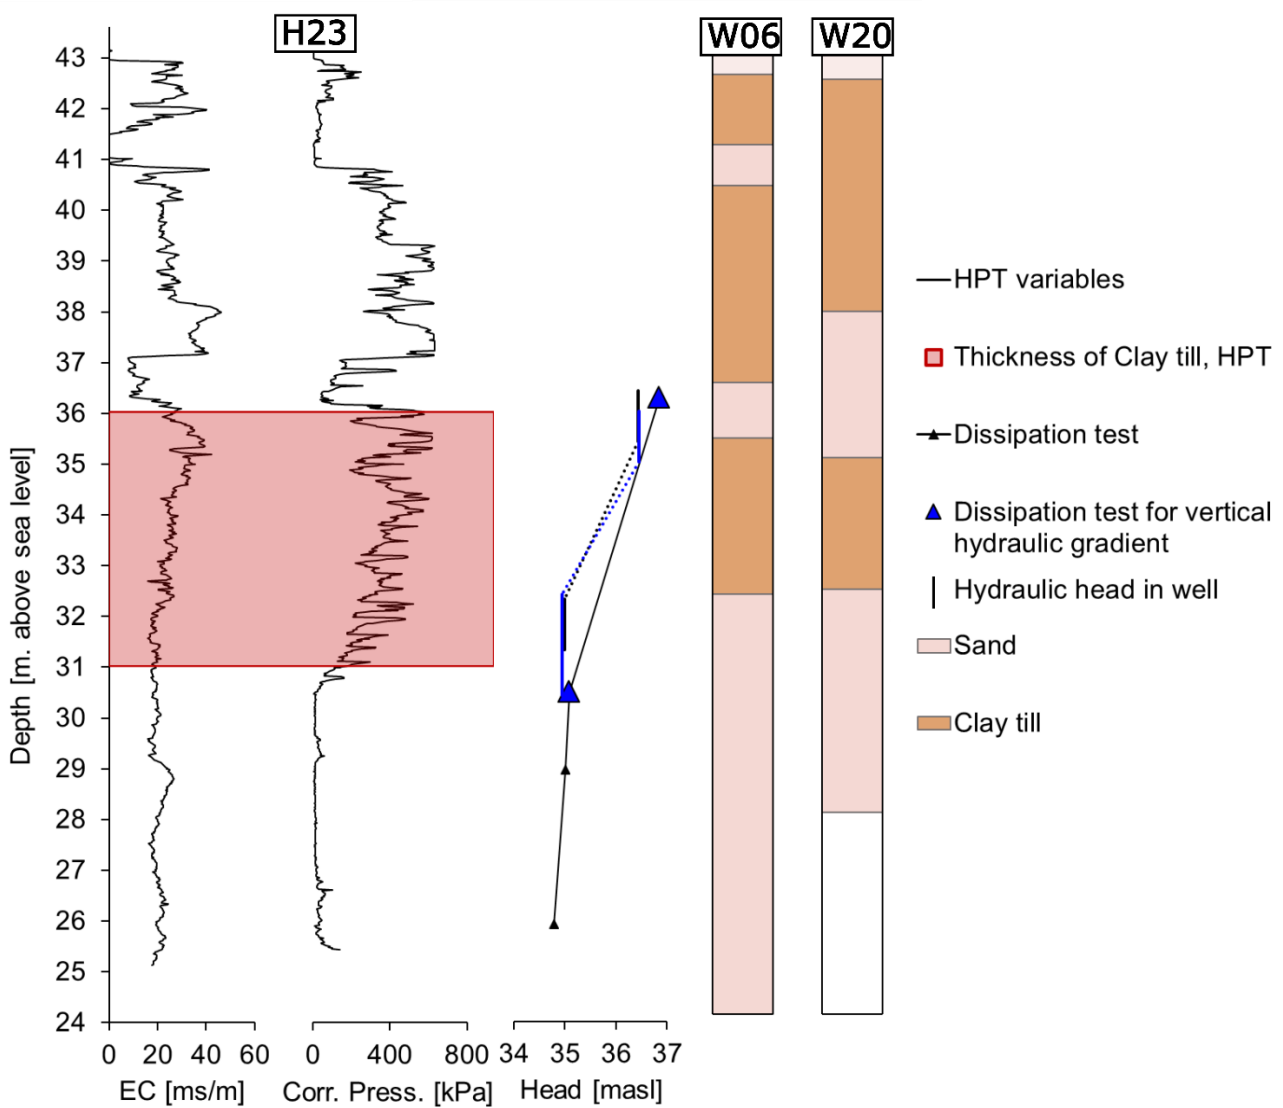 H23
W06
W20
43
42
41
40
39
38
37
36
35
34
33
32
31
30
29
28
27
26
25
24
Depth [m. above sea level]
0 20 40 60
EC [ms/m]
0 400 800
Corr. Press. [kPa]
34 35 36 37
Head [masl]
HPT variables
Thickness of Clay till, HPT
Dissipation test
Dissipation test for vertical
hydraulic gradient
Hydraulic head in well
Sand
Clay till